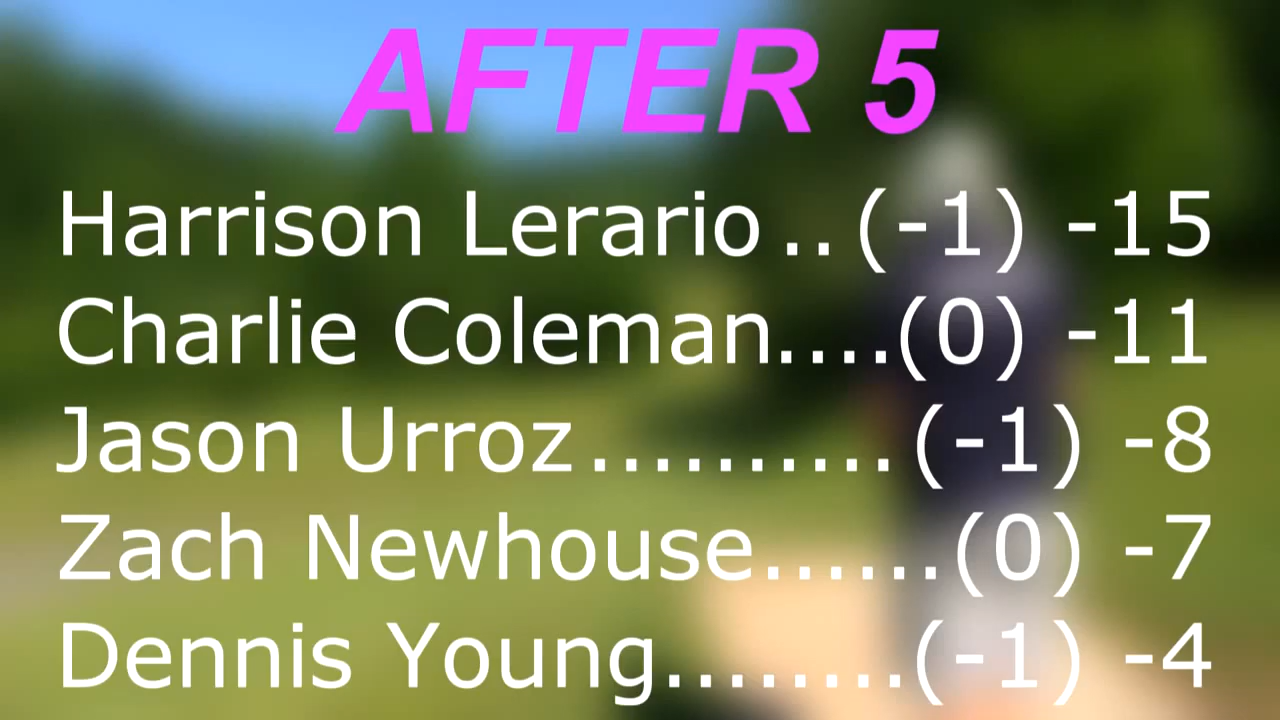 AFTER 5
Harrison Lerario ..(-1) -15
Charlie Coleman....(0) -11
Jason Urroz..........(-1) -8
Zach Newhouse......(0) -7
Dennis Young........(-1) -4